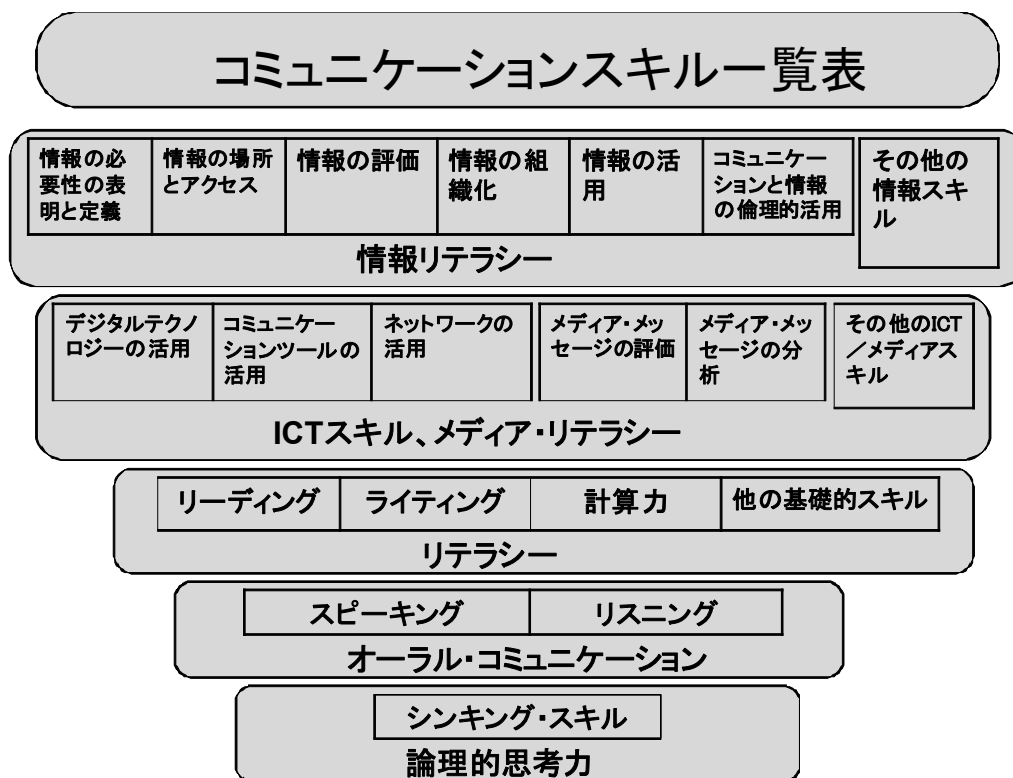 コミュニケーションスキル一覧表
情報の必
要性の表
明と定義
情報の場所
とアクセス
情報の評価
情報の組
織化
情報の活
用
コミュニケー
ションと情報
の倫理的活用
その他の
情報スキ
ル
情報リテラシー
デジタルテクノ
ロジーの活用
コミュニケー
ションツールの
活用
ネットワークの
活用
メディア・メッ
セージの評価
メディア・メッ
セージの分
析
その他のICT
／メディアス
キル
ICTスキル、メディア・リテラシー
リーディング
ライティング
計算力
他の基礎的スキル
リテラシー
スピーキング
リスニング
オーラル・コミュニケーション
シンキング・スキル
論理的思考力